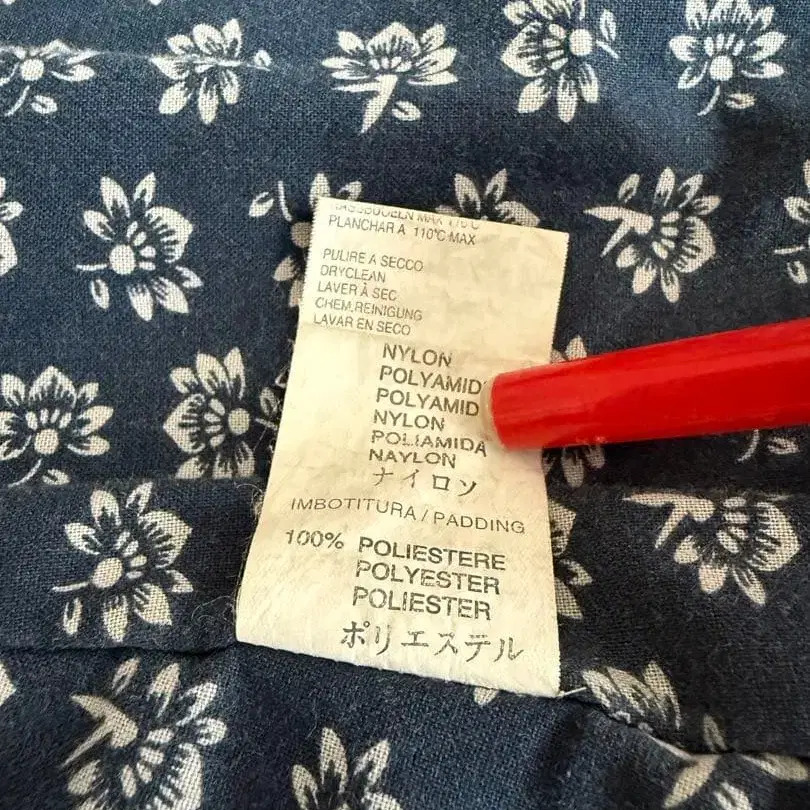 PLANCHAR A 110°C MAX
PULIRE A SECCO
DRYCLEAN
LAVER À SEC
CHEM.REINIGUNG
LAVAR EN SECO
NYLON
POLYAMID
POLYAMID
NYLON
POLIAMIDA
NAYLON
ナイロン
IMBOTITURA / PADDING
100% POLIESTERE
POLYESTER
POLIESTER
ポリエステル